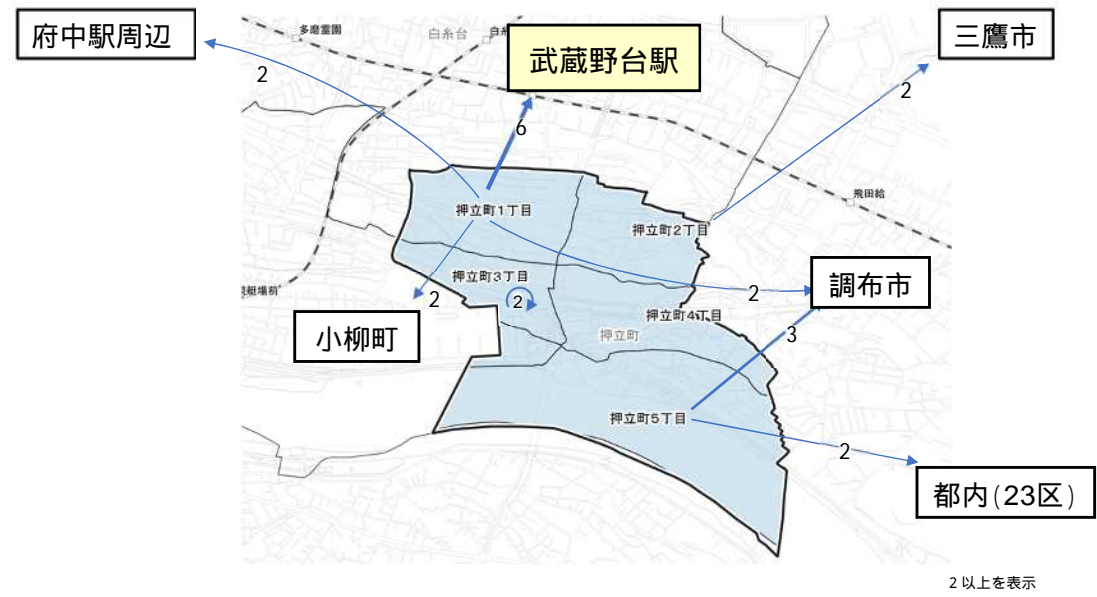 府中駅周辺
多磨霊園
白糸台
武蔵野台駅
三鷹市
2
2
6
飛田給
押立町1丁目
押立町2丁目
押立町3丁目
2
2
2
調布市
小柳町
押立町4丁目
押立町
3
押立町5丁目
2
都内(23区)
2以上を表示